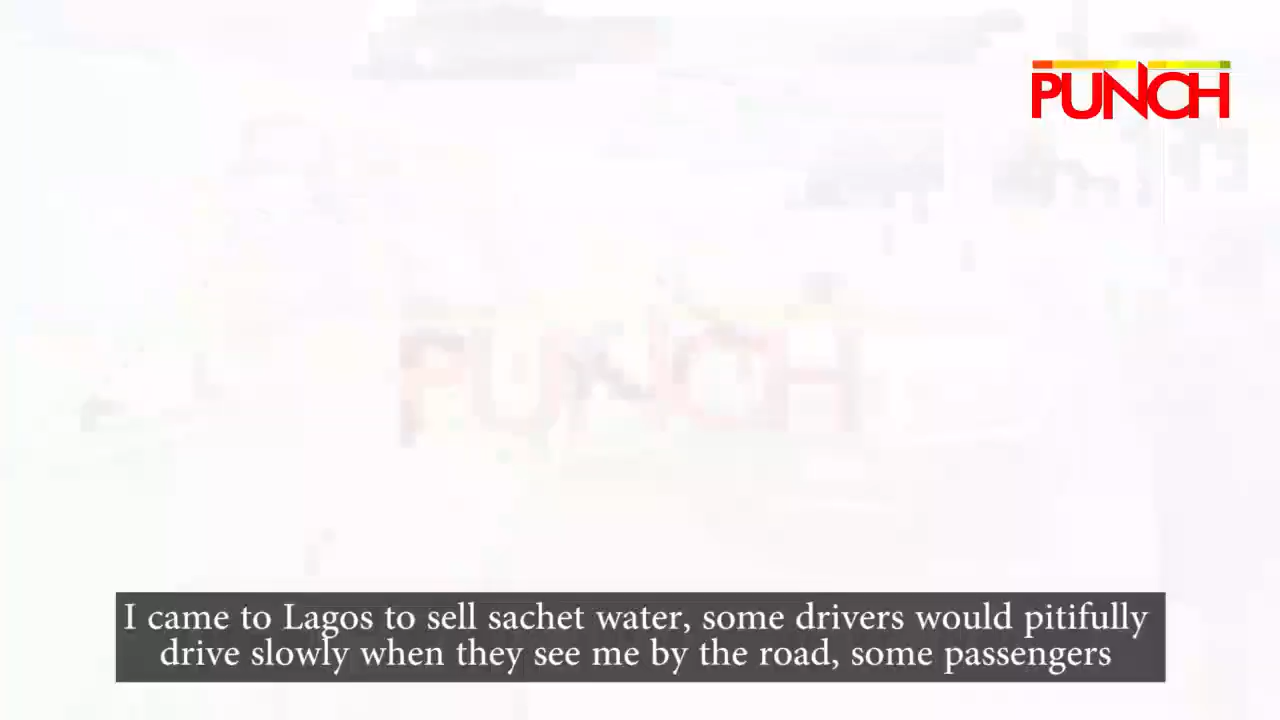 PUNCH
PUNCH
I came to Lagos to sell sachet water, some drivers would pitifully
drive slowly when they see me by the road, some passengers